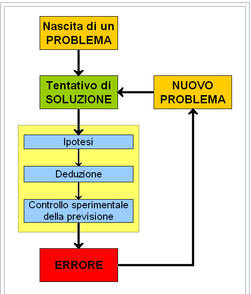 Nascita di un
PROBLEMA
Tentativo di
SOLUZIONE
NUOVO
PROBLEMA
Ipotesi
Deduzione
Controllo sperimentale
della previsione
ERRORE